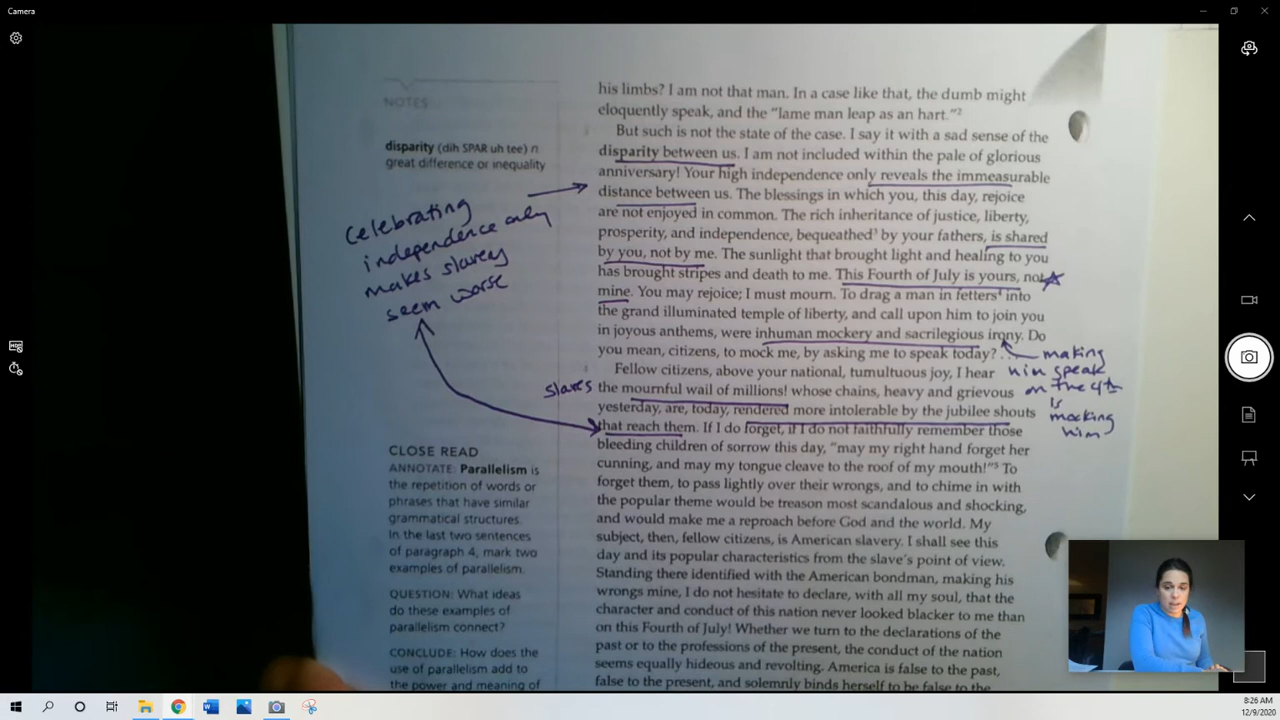 Camera
NOTES
disparity (dih SPAR uh tee) n
great difference or inequality
celebrating
independence only
makes slavery
seem worse
his limbs? I am not that man. In a case like that, the dumb might
eloquently speak, and the "lame man leap as an hart."2
But such is not the state of the case. I say it with a sad sense of the
disparity between us. I am not included within the pale of glorious
anniversary! Your high independence only reveals the immeasurable
distance between us. The blessings in which you, this day, rejoice
are not enjoyed in common. The rich inheritance of justice, liberty,
prosperity, and independence, bequeathed3 by your fathers, is shared
by you, not by me. The sunlight that brought light and healing to you
has brought stripes and death to me. This Fourth of July is yours, not
mine. You may rejoice; I must mourn. To drag a man in fetters4 into
the grand illuminated temple of liberty, and call upon him to join you
in joyous anthems, were inhuman mockery and sacrilegious irony. Do
you mean, citizens, to mock me, by asking me to speak today? . . .
Fellow citizens, above your national, tumultuous joy, I hear
the mournful wail of millions! whose chains, heavy and grievous
yesterday, are, today, rendered more intolerable by the jubilee shouts
that reach them. If I do forget, if I do not faithfully remember those
bleeding children of sorrow this day, "may my right hand forget her
cunning, and may my tongue cleave to the roof of my mouth!"5 To
forget them, to pass lightly over their wrongs, and to chime in with
the popular theme would be treason most scandalous and shocking,
and would make me a reproach before God and the world. My
subject, then, fellow citizens, is American slavery. I shall see this
day and its popular characteristics from the slave's point of view.
Standing there identified with the American bondman, making his
wrongs mine, I do not hesitate to declare, with all my soul, that the
character and conduct of this nation never looked blacker to me than
on this Fourth of July! Whether we turn to the declarations of the
past or to the professions of the present, the conduct of the nation
seems equally hideous and revolting. America is false to the past,
false to the present, and solemnly binds herself to be false to the
slaves
making
him speak
on the 4th
is
mocking
him
CLOSE READ
ANNOTATE: Parallelism is
the repetition of words or
phrases that have similar
grammatical structures.
In the last two sentences
of paragraph 4, mark two
examples of parallelism.
QUESTION: What ideas
do these examples of
parallelism connect?
CONCLUDE: How does the
use of parallelism add to
the power and meaning of
8:26 AM
12/9/2020